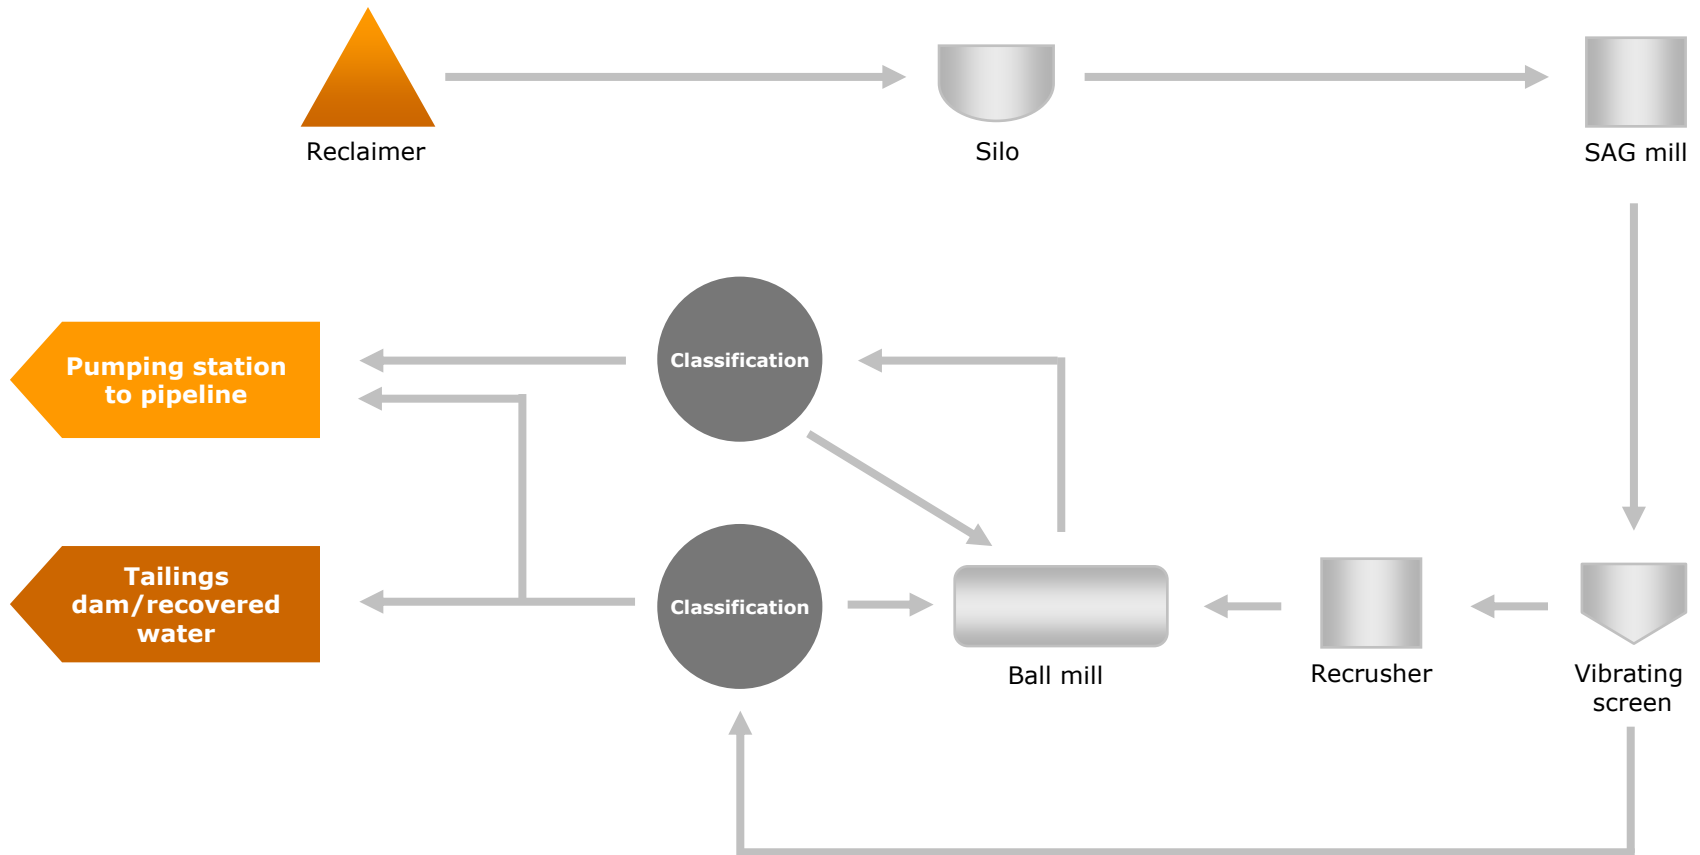 Reclaimer
Silo
SAG mill
Pumping station
to pipeline
Classification
Tailings
dam/recovered
water
Classification
Ball mill
Recrusher
Vibrating
screen